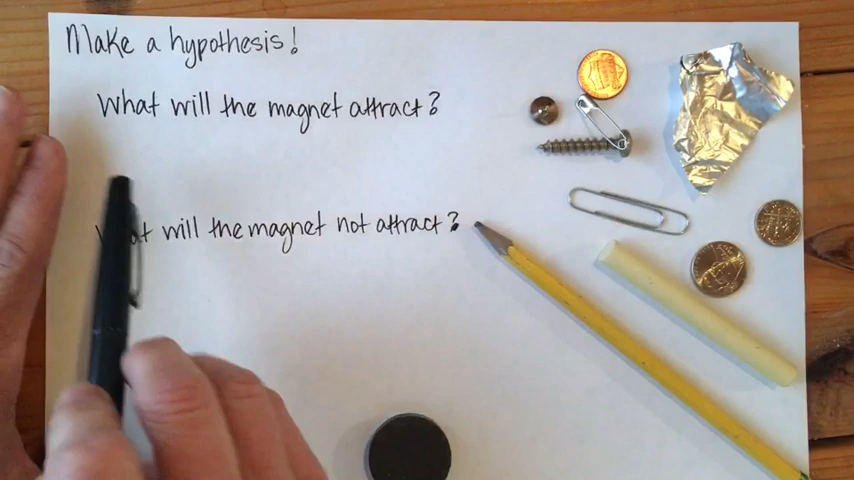 Make a hypothesis!
What will the magnet attract?
will the magnet not attract?